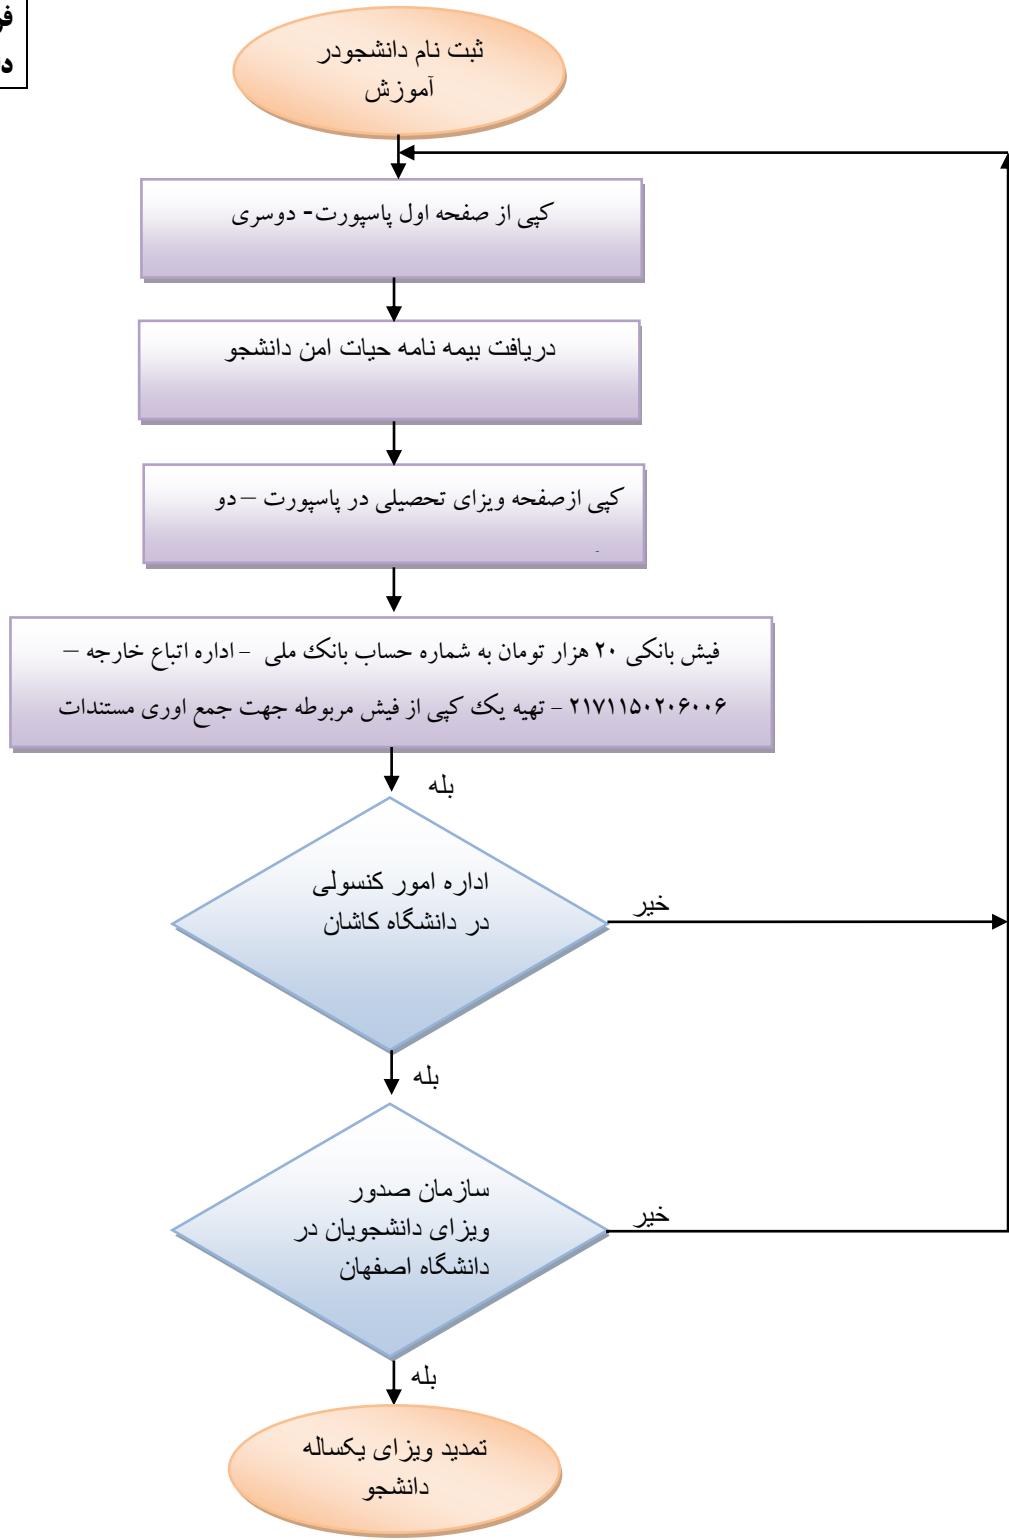 ثبت نام دانشجودر
آموزش
کپی از صفحه اول پاسپورت- دوسری
دریافت بیمه نامه حیات امن دانشجو
کپی ازصفحه ویزای تحصیلی در پاسپورت – دو
فیش بانکی ۲۰ هزار تومان به شماره حساب بانک ملی - اداره اتباع خارجه –
۲۱۷۱۱۵۰۲۰۶۰۰۶ - تهیه یک کپی از فیش مربوطه جهت جمع اوری مستندات
بله
اداره امور کنسولی
در دانشگاه کاشان
خیر
بله
سازمان صدور
ویزای دانشجویان در
دانشگاه اصفهان
خیر
بله
تمدید ویزای یکساله
دانشجو